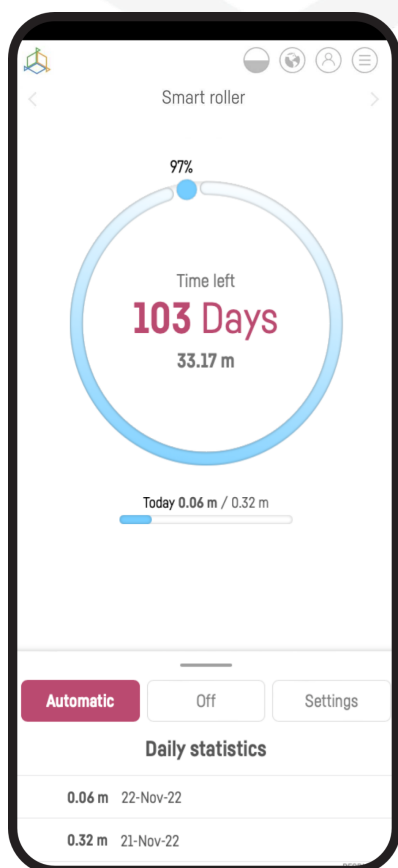 Smart roller
97%
Time left
103 Days
33.17 m
Today 0.06 m / 0.32 m
Automatic
Off
Settings
Daily statistics
0.06 m 22-Nov-22
0.32 m 21-Nov-22